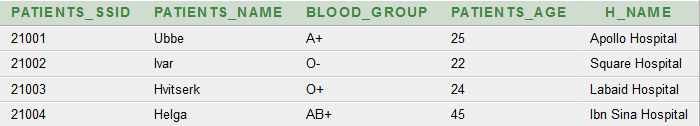 PATIENTS_SSID PATIENTS_NAME BLOOD_GROUP PATIENTS_AGE H_NAME
21001 Ubbe A+ 25 Apollo Hospital
21002 Ivar O- 22 Square Hospital
21003 Hvitserk O+ 24 Labaid Hospital
21004 Helga AB+ 45 Ibn Sina Hospital